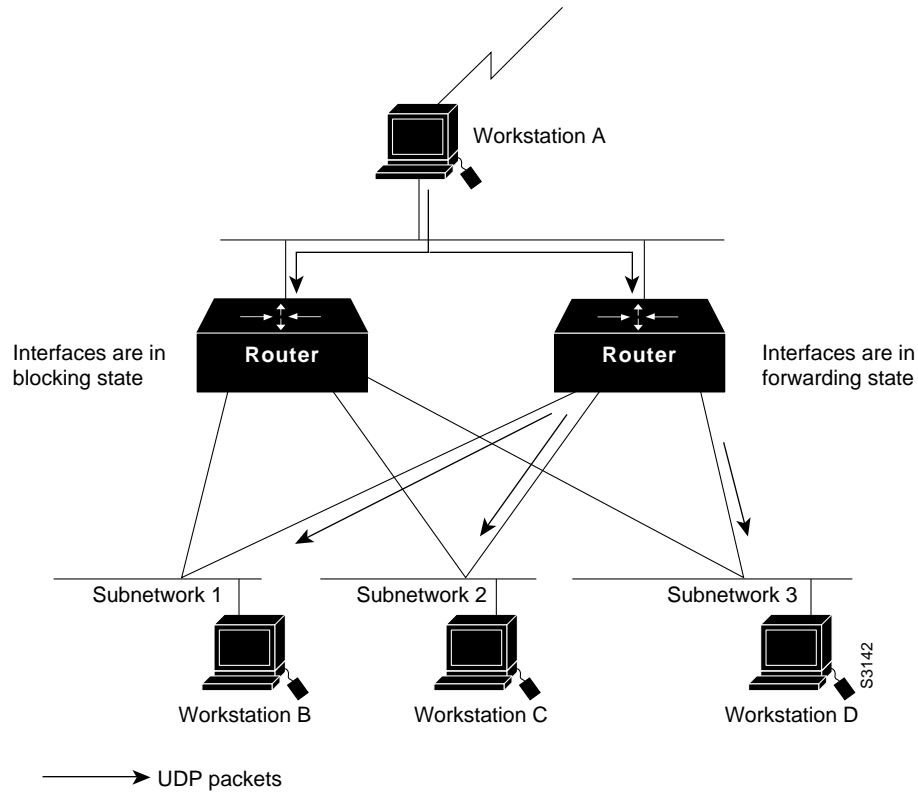 Workstation A
Interfaces are in
blocking state
Router
Router
Interfaces are in
forwarding state
Subnetwork 1
Subnetwork 2
Subnetwork 3
Workstation B
Workstation C
Workstation D
S3142
UDP packets